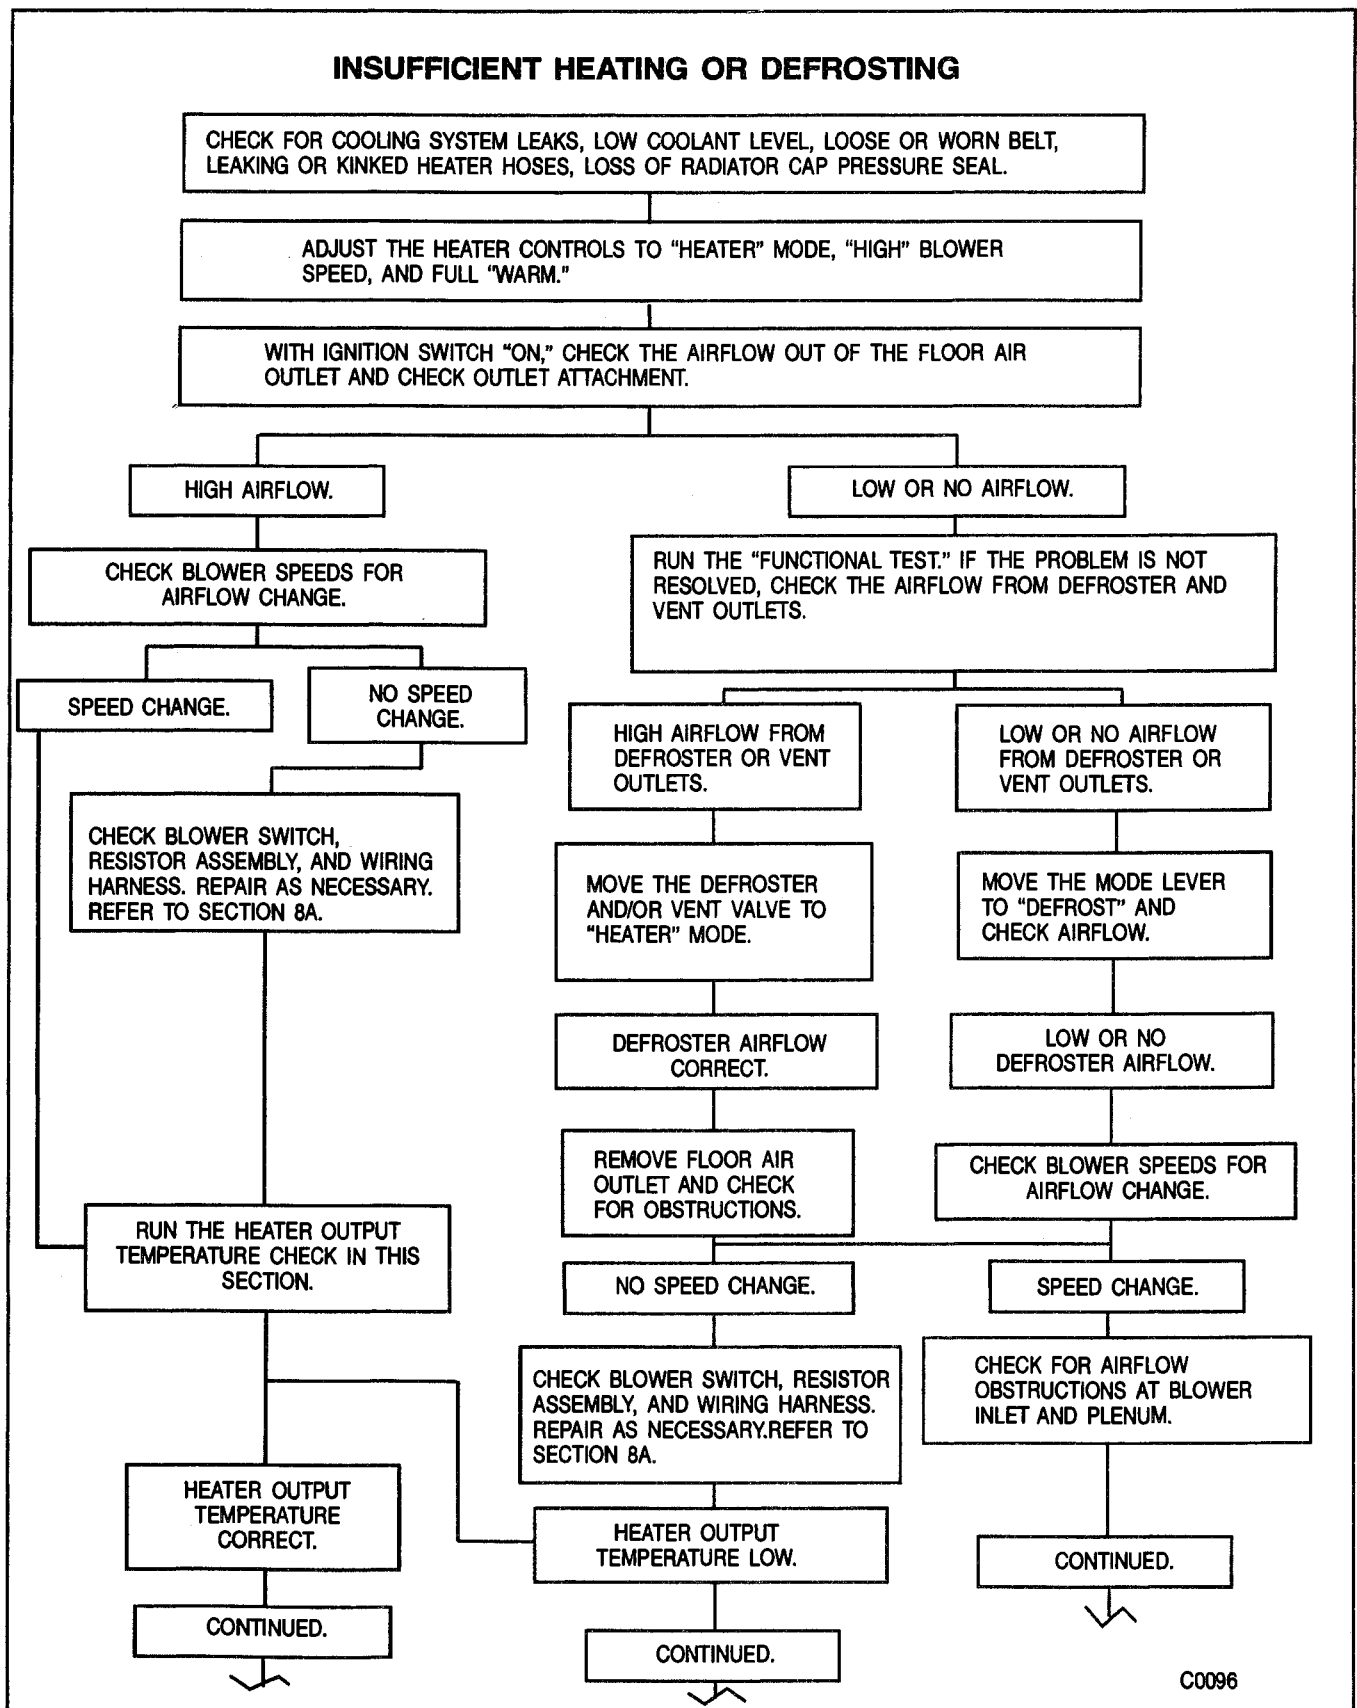 INSUFFICIENT HEATING OR DEFROSTING
CHECK FOR COOLING SYSTEM LEAKS, LOW COOLANT LEVEL, LOOSE OR WORN BELT,
LEAKING OR KINKED HEATER HOSES, LOSS OF RADIATOR CAP PRESSURE SEAL.
ADJUST THE HEATER CONTROLS TO "HEATER" MODE, "HIGH" BLOWER
SPEED, AND FULL "WARM."
WITH IGNITION SWITCH "ON," CHECK THE AIRFLOW OUT OF THE FLOOR AIR
OUTLET AND CHECK OUTLET ATTACHMENT.
HIGH AIRFLOW.
LOW OR NO AIRFLOW.
CHECK BLOWER SPEEDS FOR
AIRFLOW CHANGE.
RUN THE "FUNCTIONAL TEST." IF THE PROBLEM IS NOT
RESOLVED, CHECK THE AIRFLOW FROM DEFROSTER AND
VENT OUTLETS.
SPEED CHANGE.
NO SPEED
CHANGE.
HIGH AIRFLOW FROM
DEFROSTER OR VENT
OUTLETS.
LOW OR NO AIRFLOW
FROM DEFROSTER OR
VENT OUTLETS.
CHECK BLOWER SWITCH,
RESISTOR ASSEMBLY, AND WIRING
HARNESS. REPAIR AS NECESSARY.
REFER TO SECTION 8A.
MOVE THE DEFROSTER
AND/OR VENT VALVE TO
"HEATER" MODE.
MOVE THE MODE LEVER
TO "DEFROST" AND
CHECK AIRFLOW.
DEFROSTER AIRFLOW
CORRECT.
LOW OR NO
DEFROSTER AIRFLOW.
REMOVE FLOOR AIR
OUTLET AND CHECK
FOR OBSTRUCTIONS.
CHECK BLOWER SPEEDS FOR
AIRFLOW CHANGE.
RUN THE HEATER OUTPUT
TEMPERATURE CHECK IN THIS
SECTION.
NO SPEED CHANGE.
SPEED CHANGE.
CHECK BLOWER SWITCH, RESISTOR
ASSEMBLY, AND WIRING HARNESS.
REPAIR AS NECESSARY.REFER TO
SECTION 8A.
CHECK FOR AIRFLOW
OBSTRUCTIONS AT BLOWER
INLET AND PLENUM.
HEATER OUTPUT
TEMPERATURE
CORRECT.
HEATER OUTPUT
TEMPERATURE LOW.
CONTINUED.
CONTINUED.
CONTINUED.
C0096